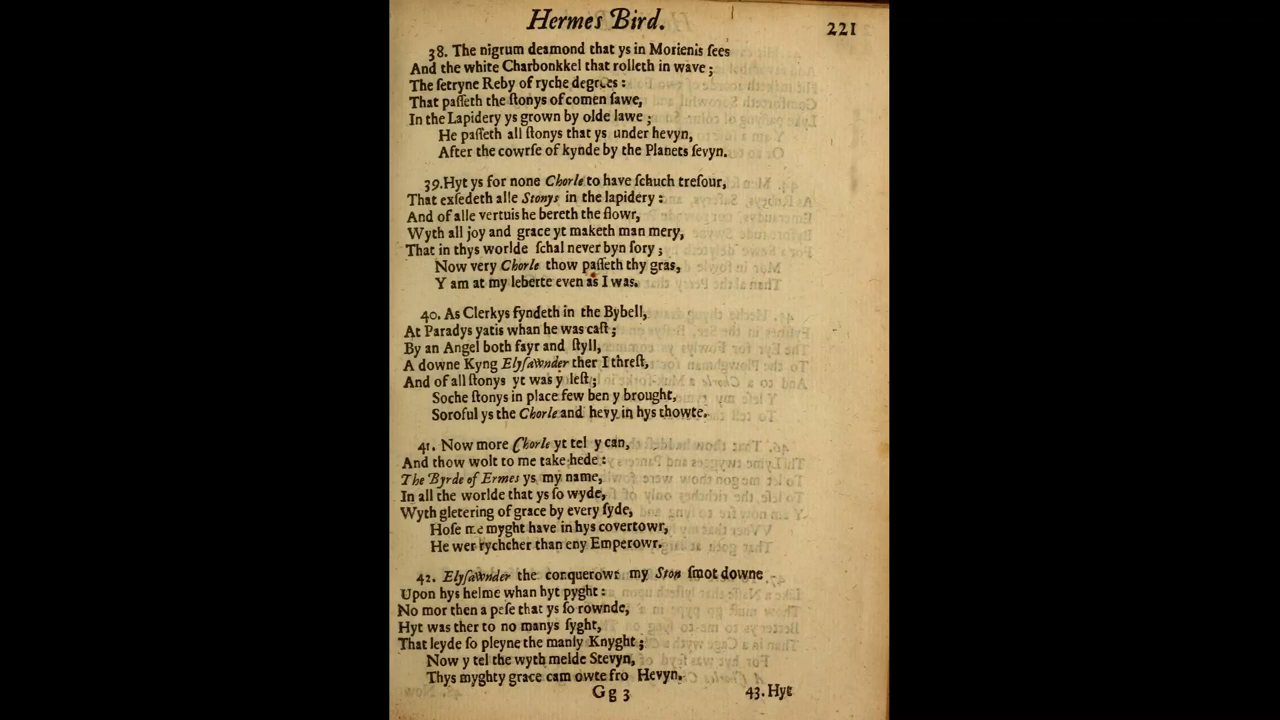 Hermes Bird.
221
38. The nigrum deamond that ys in Morienis ſees
And the white Charbonkkel that rolleth in wave;
The ſetryne Reby of ryche degrees:
That paſſeth the ſtonys of comen ſawe,
In the Lapidery ys grown by olde lawe;
He paſſeth all ſtonys that ys under hevyn,
After the cowrſe of kynde by the Planets ſevyn.
39.Hyt ys for none Chorle to have ſchuch treſour,
That exſedeth alle Stonys in the lapidery:
And of alle vertuis he bereth the flowr,
Wyth all joy and grace yt maketh man mery,
That in thys worlde ſchal never byn ſory;
Now very Chorle thow paſſeth thy gras,
Y am at my leberte even as I was.
40. As Clerkys fyndeth in the Bybell,
At Paradys yatis whan he was caſt;
By an Angel both fayr and ſtyll,
A downe Kyng Elyſawnder ther I threſt,
And of all ſtonys yt was y left;
Soche ſtonys in place few ben y brought,
Soroful ys the Chorle and hevy in hys thowte.
41. Now more Chorle yt tel y can,
And thow wolt to me take hede:
The Byrde of Ermes ys my name,
In all the worlde that ys ſo wyde,
Wyth gletering of grace by every ſyde,
Hoſe me myght have in hys covertowr,
He wer rychcher than eny Emperowr.
42. Elyſawnder the conquerowr my Ston ſmot downe
Upon hys helme whan hyt pyght:
No mor then a peſe that ys ſo rownde,
Hyt was ther to no manys ſyght,
That leyde ſo pleyne the manly Knyght;
Now y tel the wyth melde Stevyn,
Thys myghty grace cam owte fro Hevyn.
Gg 3
43. Hyt